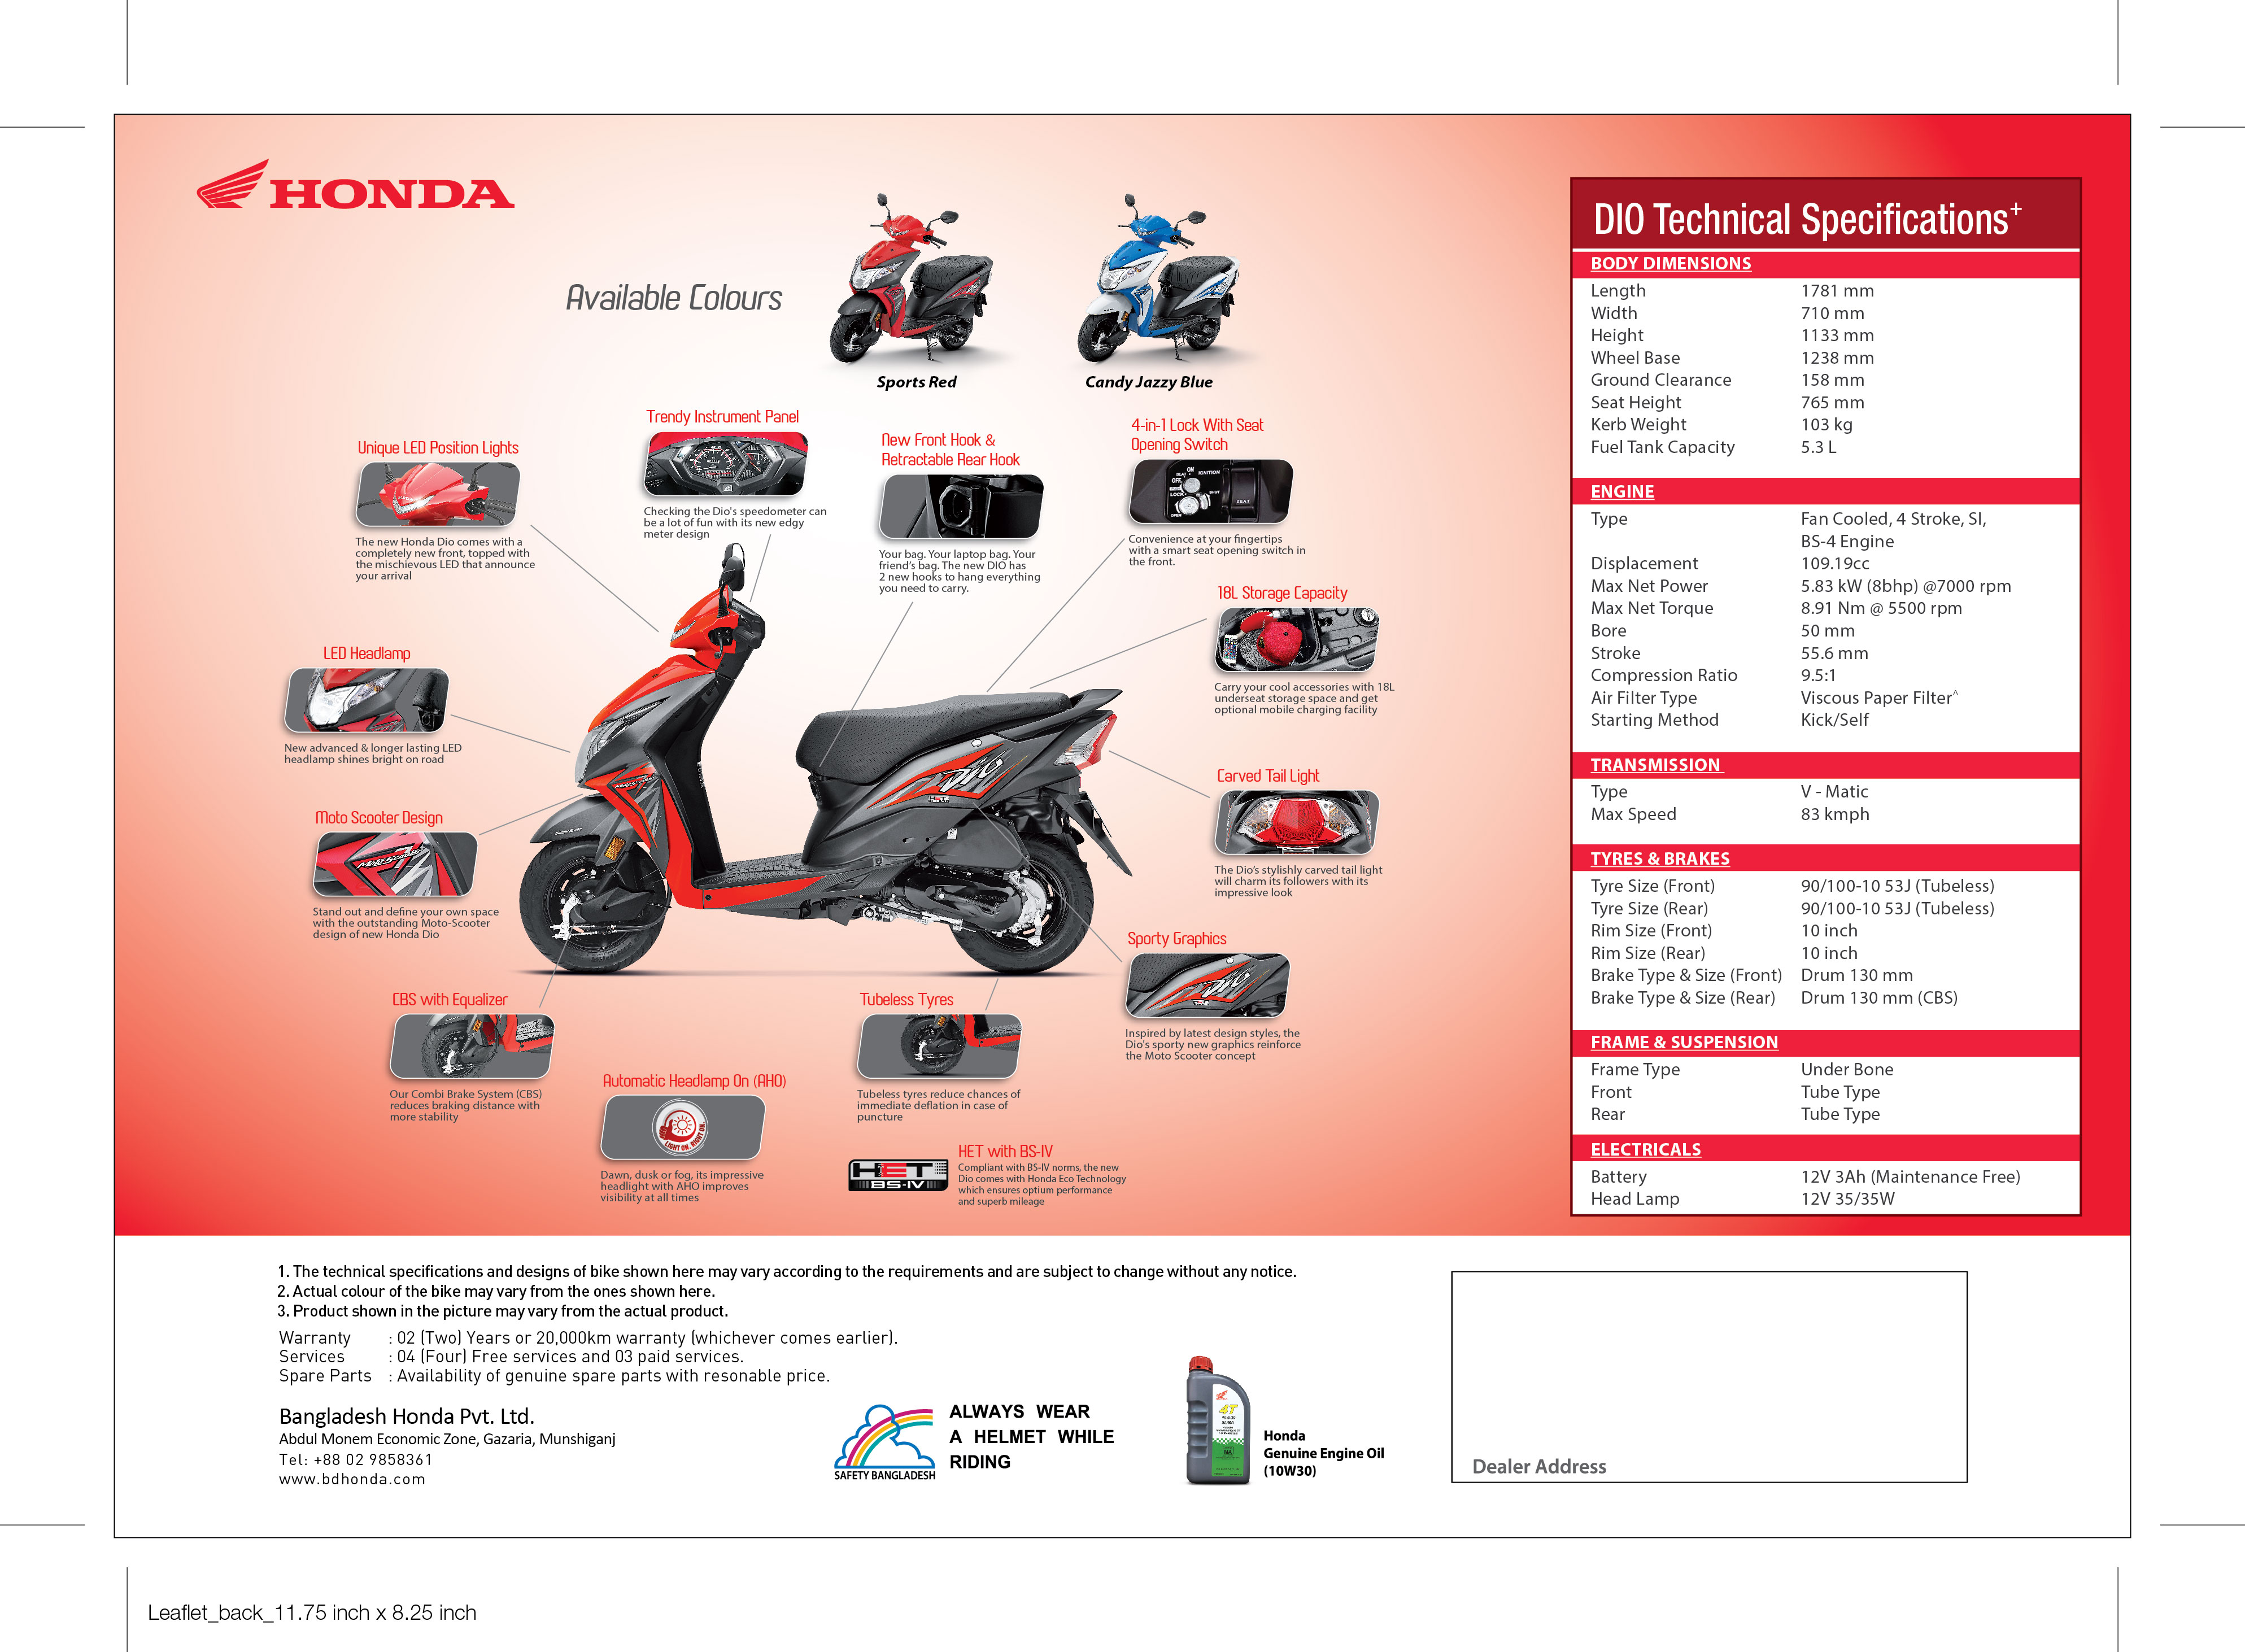 HONDA
Available Colours
Sports Red
Candy Jazzy Blue
Unique LED Position Lights
The new Honda Dio comes with a
completely new front, topped with
the mischievous LED that announce
your arrival
Trendy Instrument Panel
Checking the Dio's speedometer can
be a lot of fun with its new edgy
meter design
New Front Hook &
Retractable Rear Hook
Your bag. Your laptop bag. Your
friend's bag. The new DIO has
2 new hooks to hang everything
you need to carry.
4-in-1 Lock With Seat
Opening Switch
ON
SEAT IGNITION
OFF
LOCK
OPEN
SEAT
Convenience at your fingertips
with a smart seat opening switch in
the front.
18L Storage Capacity
Carry your cool accessories with 18L
underseat storage space and get
optional mobile charging facility
LED Headlamp
New advanced & longer lasting LED
headlamp shines bright on road
Carved Tail Light
The Dio's stylishly carved tail light
will charm its followers with its
impressive look
Moto Scooter Design
Stand out and define your own space
with the outstanding Moto-Scooter
design of new Honda Dio
DIO
Sporty Graphics
DIO
Inspired by latest design styles, the
Dio's sporty new graphics reinforce
the Moto Scooter concept
CBS with Equalizer
Our Combi Brake System (CBS)
reduces braking distance with
more stability
Automatic Headlamp On (AHO)
LIGHT ON. RIGHT ON.
Dawn, dusk or fog, its impressive
headlight with AHO improves
visibility at all times
Tubeless Tyres
Tubeless tyres reduce chances of
immediate deflation in case of
puncture
HET
BS-IV
HET with BS-IV
Compliant with BS-IV norms, the new
Dio comes with Honda Eco Technology
which ensures optium performance
and superb mileage
DIO Technical Specifications+
BODY DIMENSIONS
Length 1781 mm
Width 710 mm
Height 1133 mm
Wheel Base 1238 mm
Ground Clearance 158 mm
Seat Height 765 mm
Kerb Weight 103 kg
Fuel Tank Capacity 5.3 L
ENGINE
Type Fan Cooled, 4 Stroke, SI,
BS-4 Engine
Displacement 109.19cc
Max Net Power 5.83 kW (8bhp) @7000 rpm
Max Net Torque 8.91 Nm @ 5500 rpm
Bore 50 mm
Stroke 55.6 mm
Compression Ratio 9.5:1
Air Filter Type Viscous Paper Filter^
Starting Method Kick/Self
TRANSMISSION
Type V - Matic
Max Speed 83 kmph
TYRES & BRAKES
Tyre Size (Front) 90/100-10 53J (Tubeless)
Tyre Size (Rear) 90/100-10 53J (Tubeless)
Rim Size (Front) 10 inch
Rim Size (Rear) 10 inch
Brake Type & Size (Front) Drum 130 mm
Brake Type & Size (Rear) Drum 130 mm (CBS)
FRAME & SUSPENSION
Frame Type Under Bone
Front Tube Type
Rear Tube Type
ELECTRICALS
Battery 12V 3Ah (Maintenance Free)
Head Lamp 12V 35/35W
1. The technical specifications and designs of bike shown here may vary according to the requirements and are subject to change without any notice.
2. Actual colour of the bike may vary from the ones shown here.
3. Product shown in the picture may vary from the actual product.
Warranty : 02 (Two) Years or 20,000km warranty (whichever comes earlier).
Services : 04 (Four) Free services and 03 paid services.
Spare Parts : Availability of genuine spare parts with resonable price.
Bangladesh Honda Pvt. Ltd.
Abdul Monem Economic Zone, Gazaria, Munshiganj
Tel: +88 02 9858361
www.bdhonda.com
SAFETY BANGLADESH
ALWAYS WEAR
A HELMET WHILE
RIDING
4T
Honda
Genuine Engine Oil
(10W30)
Dealer Address
Leaflet_back_11.75 inch x 8.25 inch